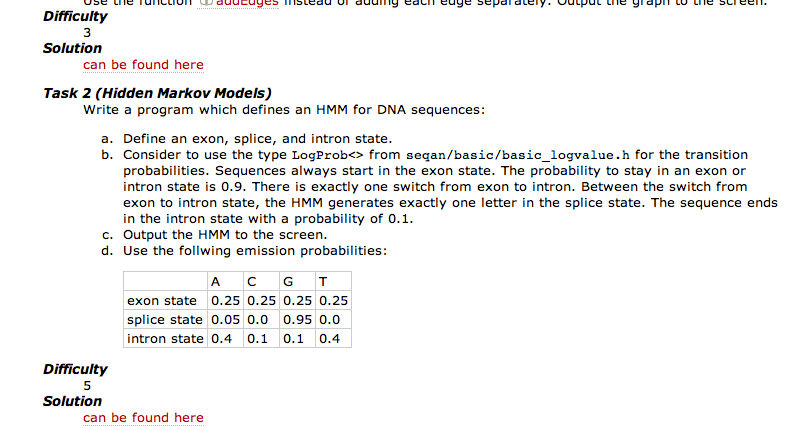 Use the function addEdges instead of adding each edge separately. Output the graph to the screen.
Difficulty
3
Solution
can be found here
Task 2 (Hidden Markov Models)
Write a program which defines an HMM for DNA sequences:
a. Define an exon, splice, and intron state.
b. Consider to use the type LogProb<> from seqan/basic/basic_logvalue.h for the transition
probabilities. Sequences always start in the exon state. The probability to stay in an exon or
intron state is 0.9. There is exactly one switch from exon to intron. Between the switch from
exon to intron state, the HMM generates exactly one letter in the splice state. The sequence ends
in the intron state with a probability of 0.1.
c. Output the HMM to the screen.
d. Use the follwing emission probabilities:
A C G T
exon state 0.25 0.25 0.25 0.25
splice state 0.05 0.0 0.95 0.0
intron state 0.4 0.1 0.1 0.4
Difficulty
5
Solution
can be found here